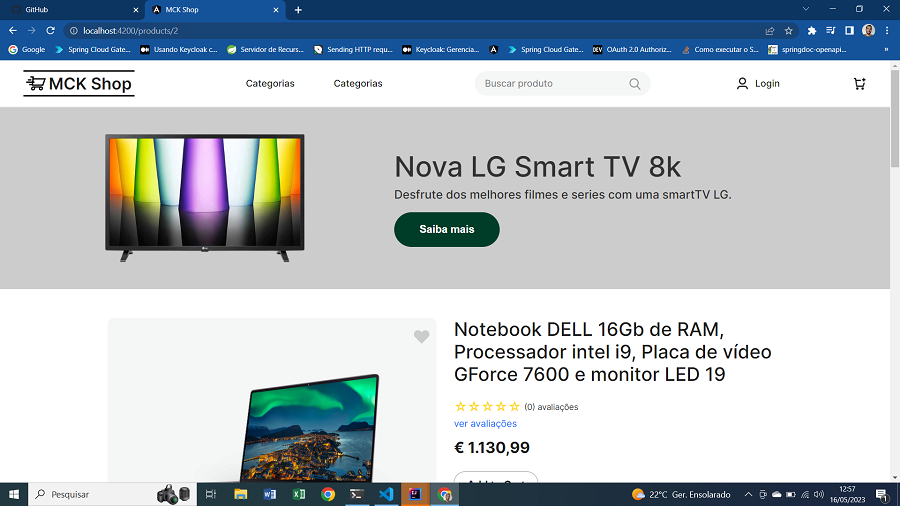 GitHub
MCK Shop
localhost:4200/products/2
Google
Spring Cloud Gate...
Usando Keycloak c...
Servidor de Recurs...
Sending HTTP requ...
Keycloak: Gerencia...
Spring Cloud Gate...
DEV
OAuth 2.0 Authoriz...
Como executar o S...
springdoc-openapi...
»
MCK Shop
Categorias
Categorias
Buscar produto
Login
Nova LG Smart TV 8k
Desfrute dos melhores filmes e series com uma smartTV LG.
Saiba mais
Notebook DELL 16Gb de RAM,
Processador intel i9, Placa de vídeo
GForce 7600 e monitor LED 19
(0) avaliações
ver avaliações
€ 1.130,99
Pesquisar
22°C Ger. Ensolarado
12:57
16/05/2023
1